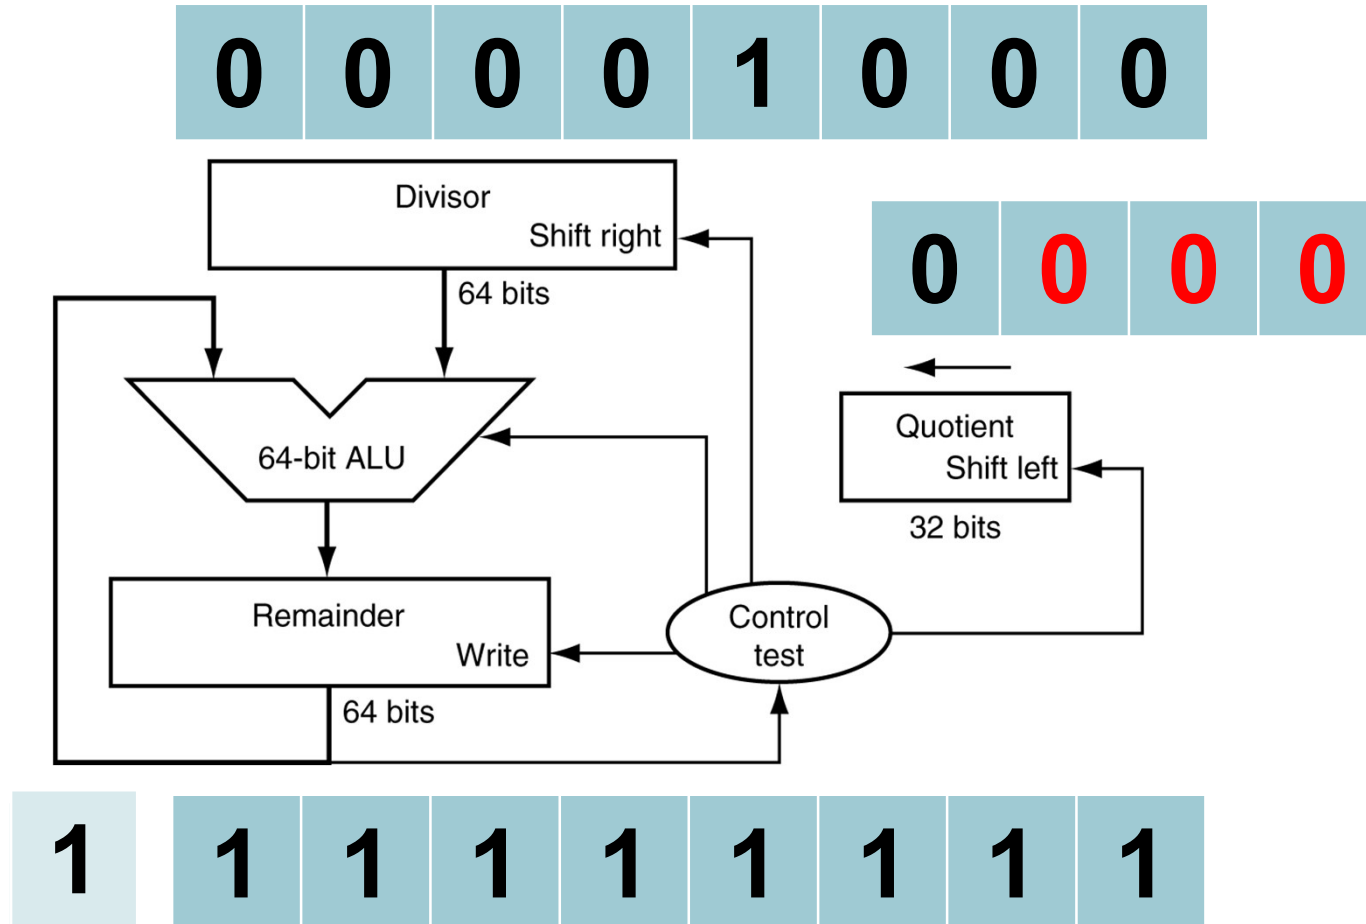 0 0 0 0 1 0 0 0
Divisor
Shift right
0 0 0 0
64 bits
Quotient
64-bit ALU
Shift left
32 bits
Remainder
Control
test
Write
64 bits
1 1 1 1 1 1 1 1 1